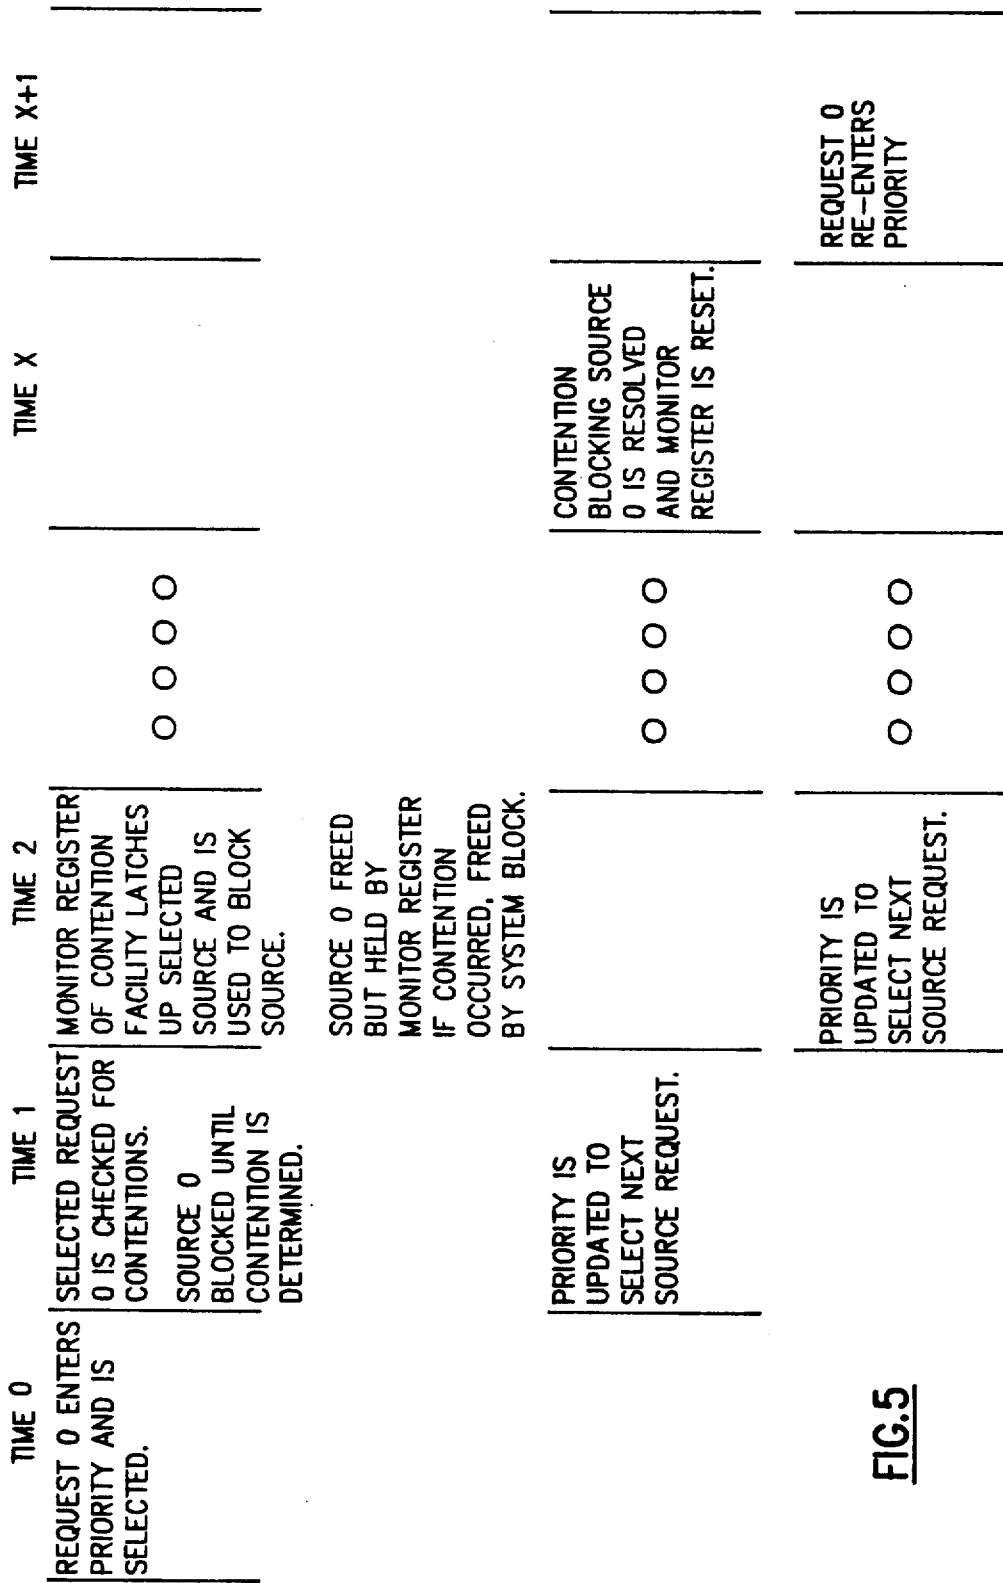 TIME 0
TIME 1
TIME 2
TIME X
TIME X+1
REQUEST 0 ENTERS
PRIORITY AND IS
SELECTED.
SELECTED REQUEST
0 IS CHECKED FOR
CONTENTIONS.
SOURCE 0
BLOCKED UNTIL
CONTENTION IS
DETERMINED.
MONITOR REGISTER
OF CONTENTION
FACILITY LATCHES
UP SELECTED
SOURCE AND IS
USED TO BLOCK
SOURCE.
SOURCE 0 FREED
BUT HELD BY
MONITOR REGISTER
IF CONTENTION
OCCURRED, FREED
BY SYSTEM BLOCK.
PRIORITY IS
UPDATED TO
SELECT NEXT
SOURCE REQUEST.
CONTENTION
BLOCKING SOURCE
0 IS RESOLVED
AND MONITOR
REGISTER IS RESET.
PRIORITY IS
UPDATED TO
SELECT NEXT
SOURCE REQUEST.
REQUEST 0
RE-ENTERS
PRIORITY
FIG.5